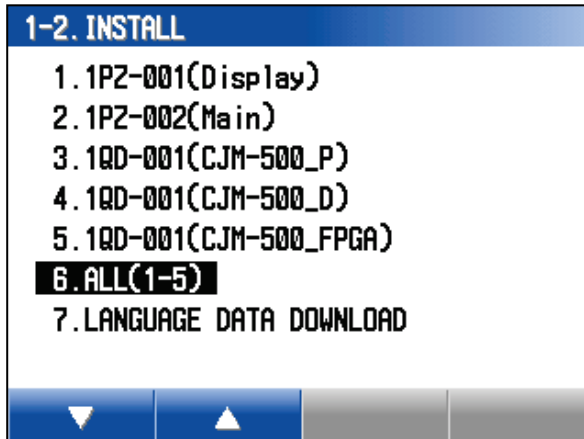 1-2.INSTALL
1.1PZ-001(Display)
2.1PZ-002(Main)
3.1QD-001(CJM-500_P)
4.1QD-001(CJM-500_D)
5.1QD-001(CJM-500_FPGA)
6.ALL(1-5)
7.LANGUAGE DATA DOWNLOAD